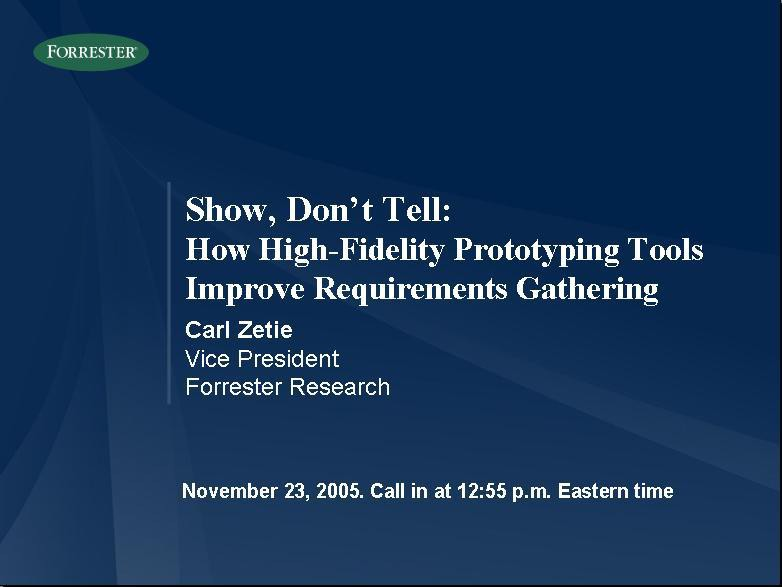 FORRESTER®
Show, Don’t Tell:
How High-Fidelity Prototyping Tools
Improve Requirements Gathering
Carl Zetie
Vice President
Forrester Research
November 23, 2005. Call in at 12:55 p.m. Eastern time